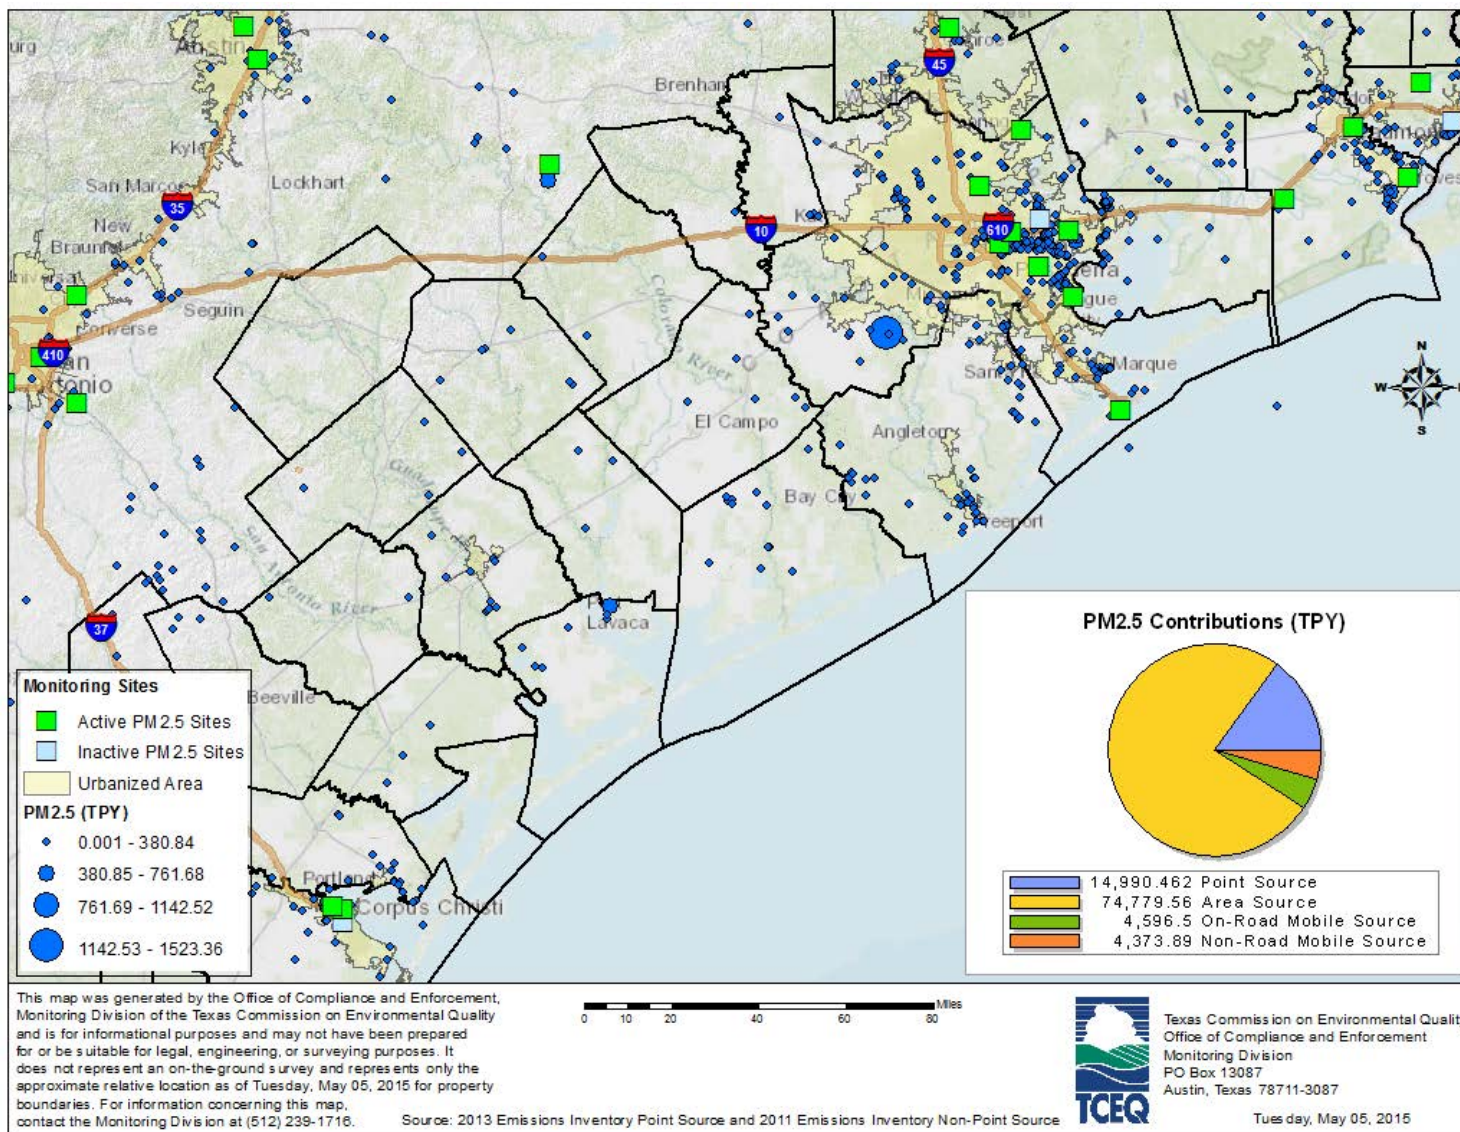 Austin
45
Brenham
Kyle
San Marcos
Lockhart
35
New
Braunfels
10
610
Seguin
Converse
410
Colorado River
Marque
El Campo
Angleton
Bay City
Freeport
San Antonio River
Lavaca
37
Beeville
Portland
Corpus Christi
N
W
S
Monitoring Sites
Active PM2.5 Sites
Inactive PM2.5 Sites
Urbanized Area
PM2.5 (TPY)
0.001 - 380.84
380.85 - 761.68
761.69 - 1142.52
1142.53 - 1523.36
PM2.5 Contributions (TPY)
14,990.462 Point Source
74,779.56 Area Source
4,596.5 On-Road Mobile Source
4,373.89 Non-Road Mobile Source
This map was generated by the Office of Compliance and Enforcement,
Monitoring Division of the Texas Commission on Environmental Quality
and is for informational purposes and may not have been prepared
for or be suitable for legal, engineering, or surveying purposes. It
does not represent an on-the-ground survey and represents only the
approximate relative location as of Tuesday, May 05, 2015 for property
boundaries. For information concerning this map,
contact the Monitoring Division at (512) 239-1716.
0 10 20 40 60 80 Miles
Source: 2013 Emissions Inventory Point Source and 2011 Emissions Inventory Non-Point Source
TCEQ
Texas Commission on Environmental Qualit
Office of Compliance and Enforcement
Monitoring Division
PO Box 13087
Austin, Texas 78711-3087
Tuesday, May 05, 2015